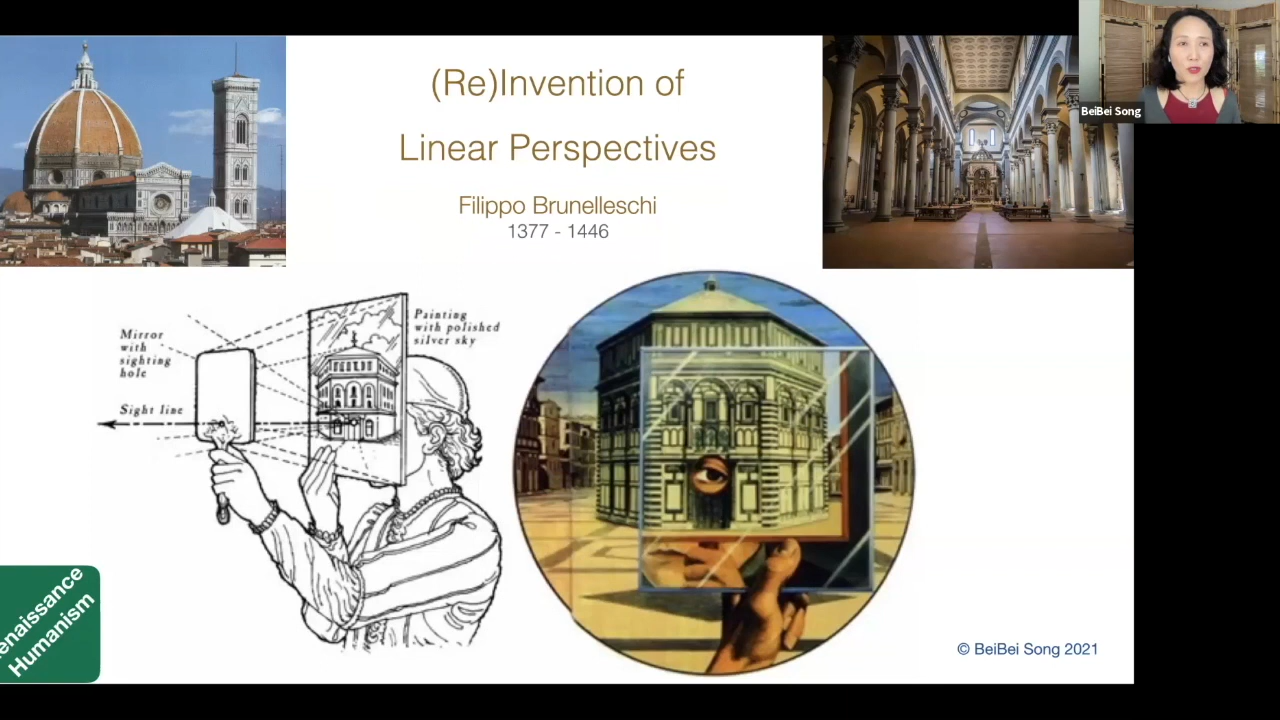 (Re)Invention of
Linear Perspectives
Filippo Brunelleschi
1377 - 1446
BeiBei Song
Mirror
with
sighting
hole
Sight line
Painting
with polished
silver sky
enaissance
Humanism
© BeiBei Song 2021